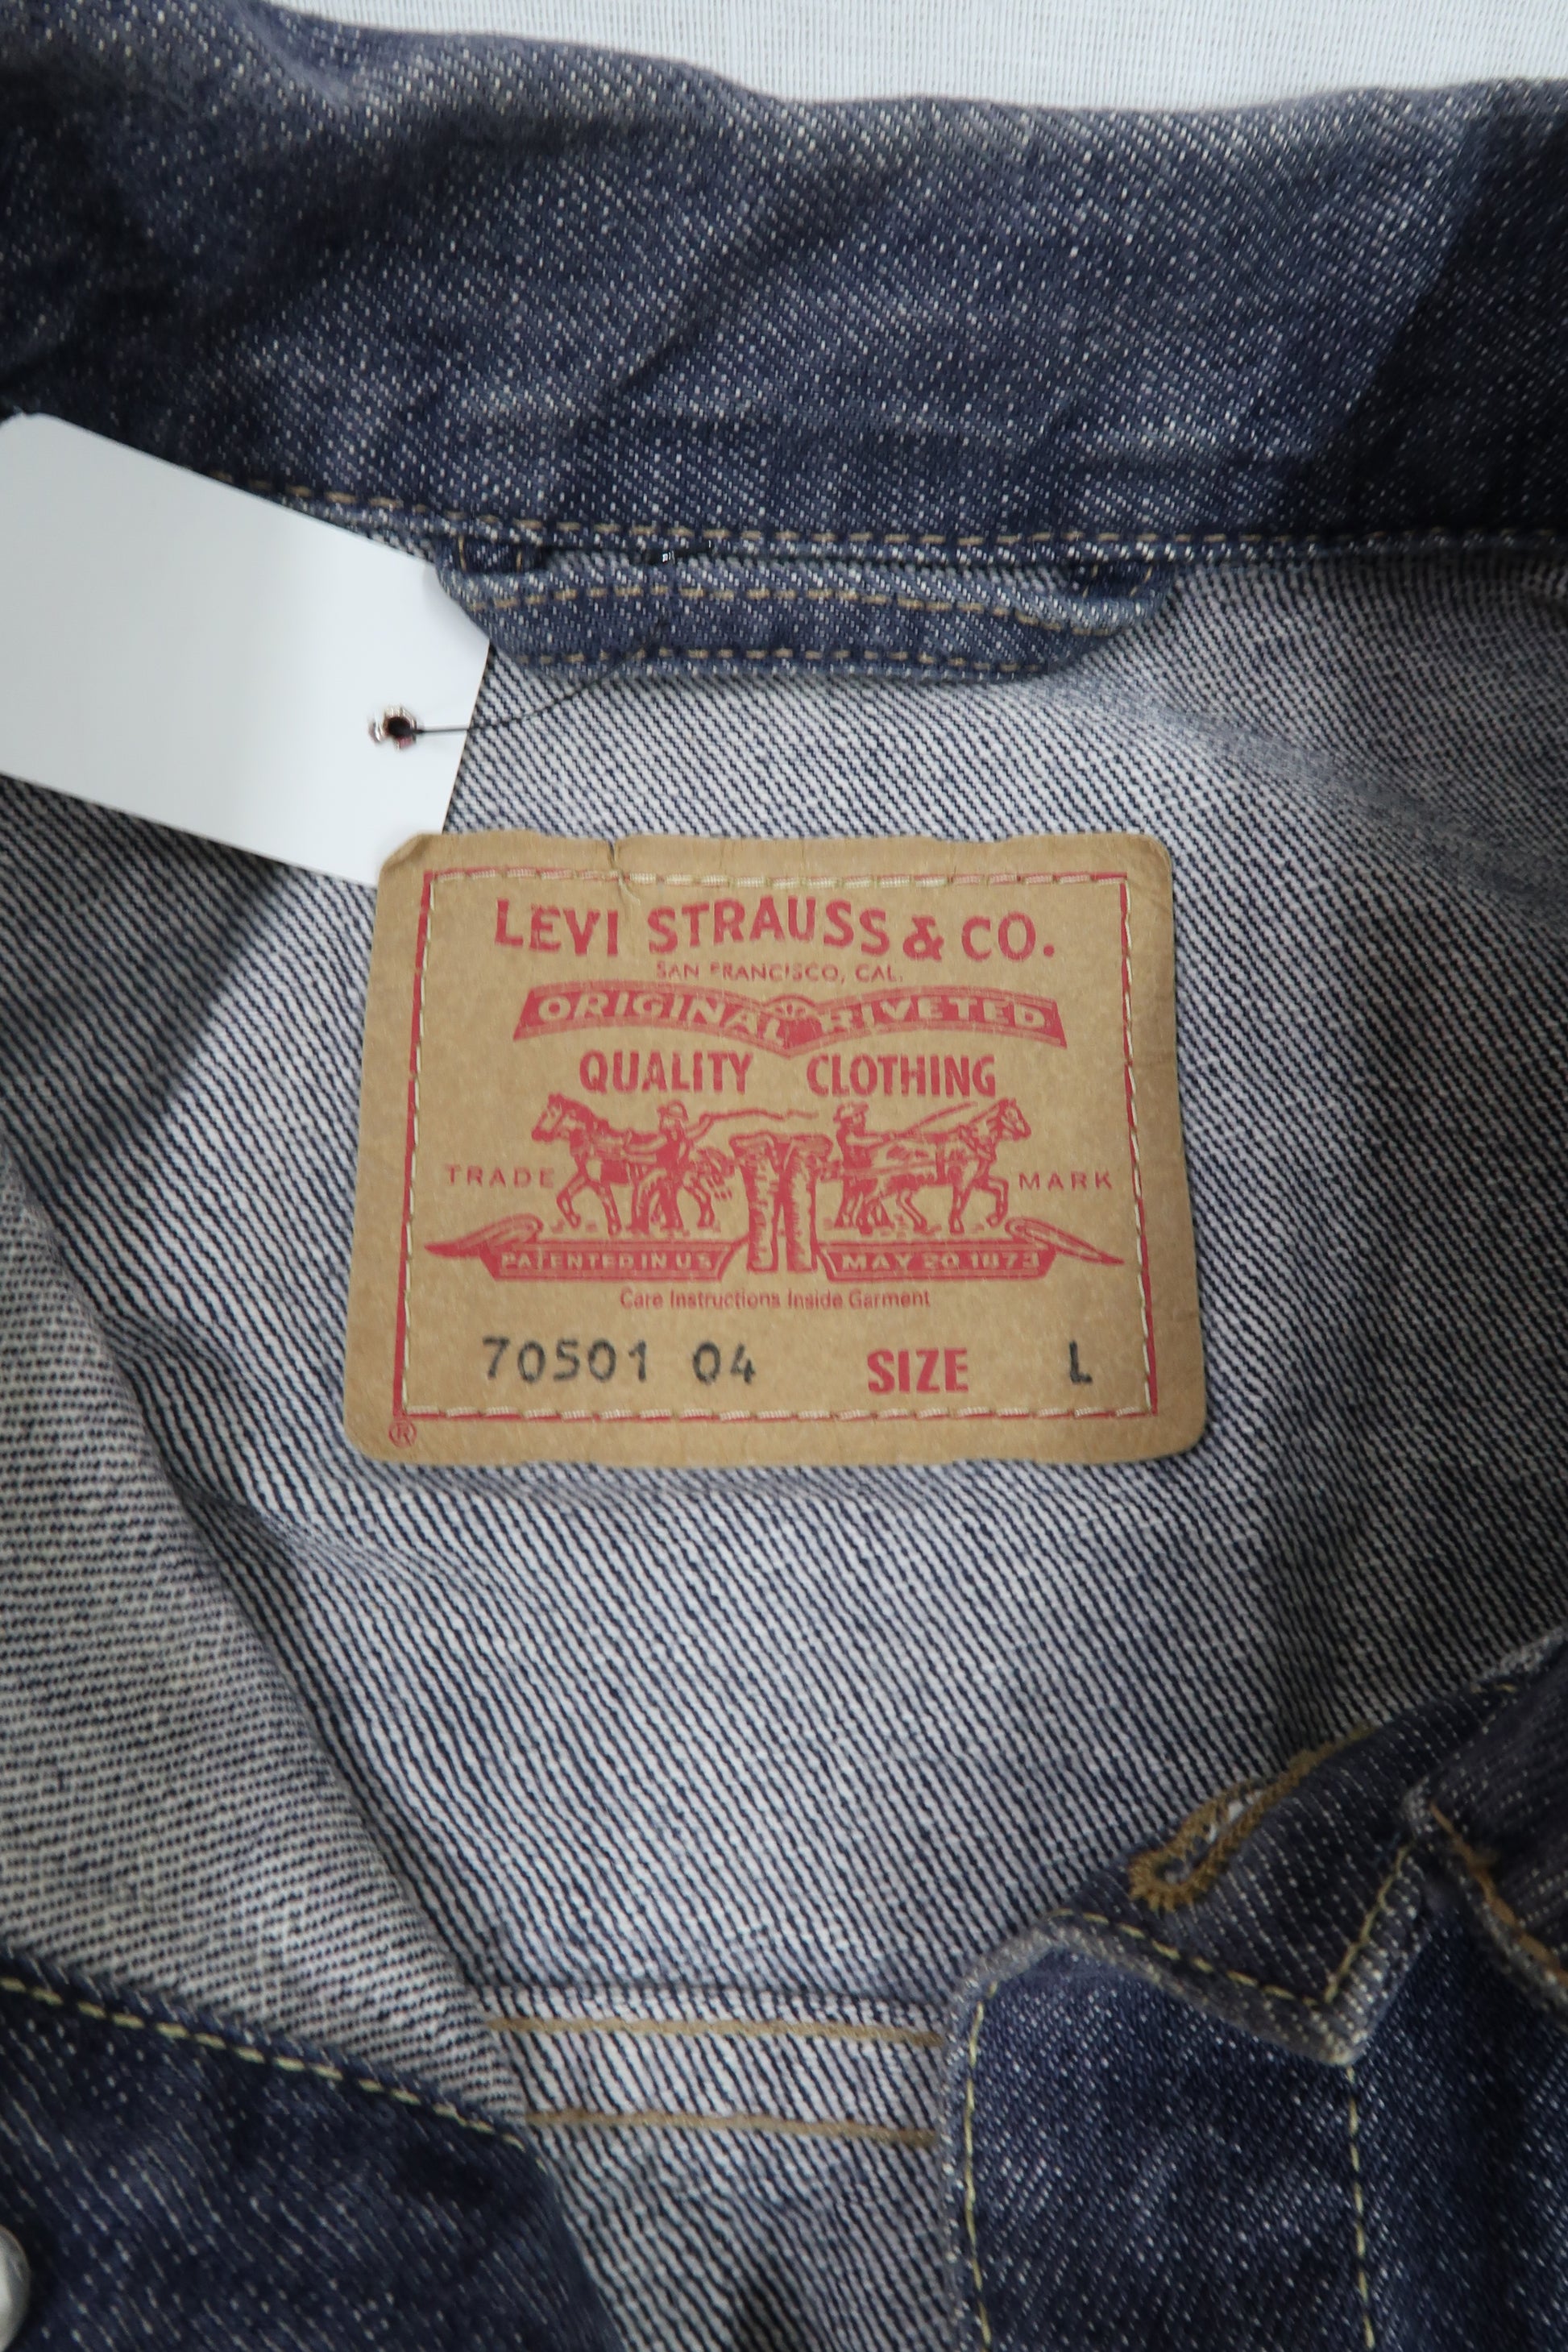 LEVI STRAUSS & CO.
SAN FRANCISCO, CAL.
ORIGINAL RIVETED
QUALITY CLOTHING
TRADE MARK
PATENTED IN U.S. MAY 20 1873
Care Instructions Inside Garment
70501 04 SIZE L
®